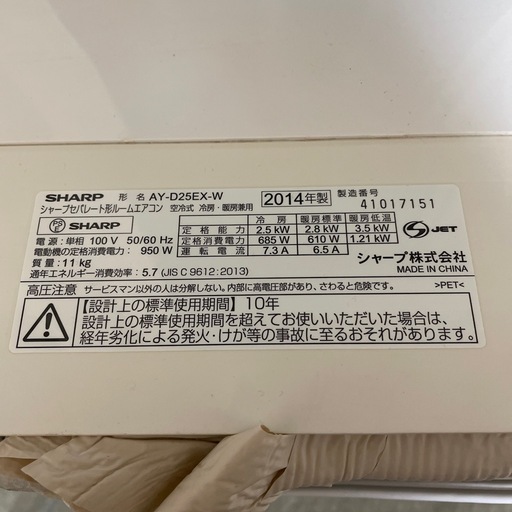 SHARP 形名 AY-D25EX-W 2014年製 製造番号
シャープセパレート形ルームエアコン 空冷式 冷房・暖房兼用 41017151
PS SHARP
電源:単相 100 V 50/60 Hz
電動機の定格消費電力: 950 W
質量:11 kg
通年エネルギー消費効率: 5.7 (JIS C 9612:2013)
冷房 暖房標準 暖房低温
定格能力 2.5 kW 2.8 kW 3.5 kW
定格消費電力 685 W 610 W 1.21 kW
運転電流 7.3 A 6.5 A
S JET
シャープ株式会社
MADE IN CHINA
高圧注意 サービスマン以外の人は分解しない。内部に高電圧部があり、さわると危険です。 >PET<
【設計上の標準使用期間】10年
設計上の標準使用期間を超えてお使いいただいた場合は、
経年劣化による発火・けが等の事故に至るおそれがあります。